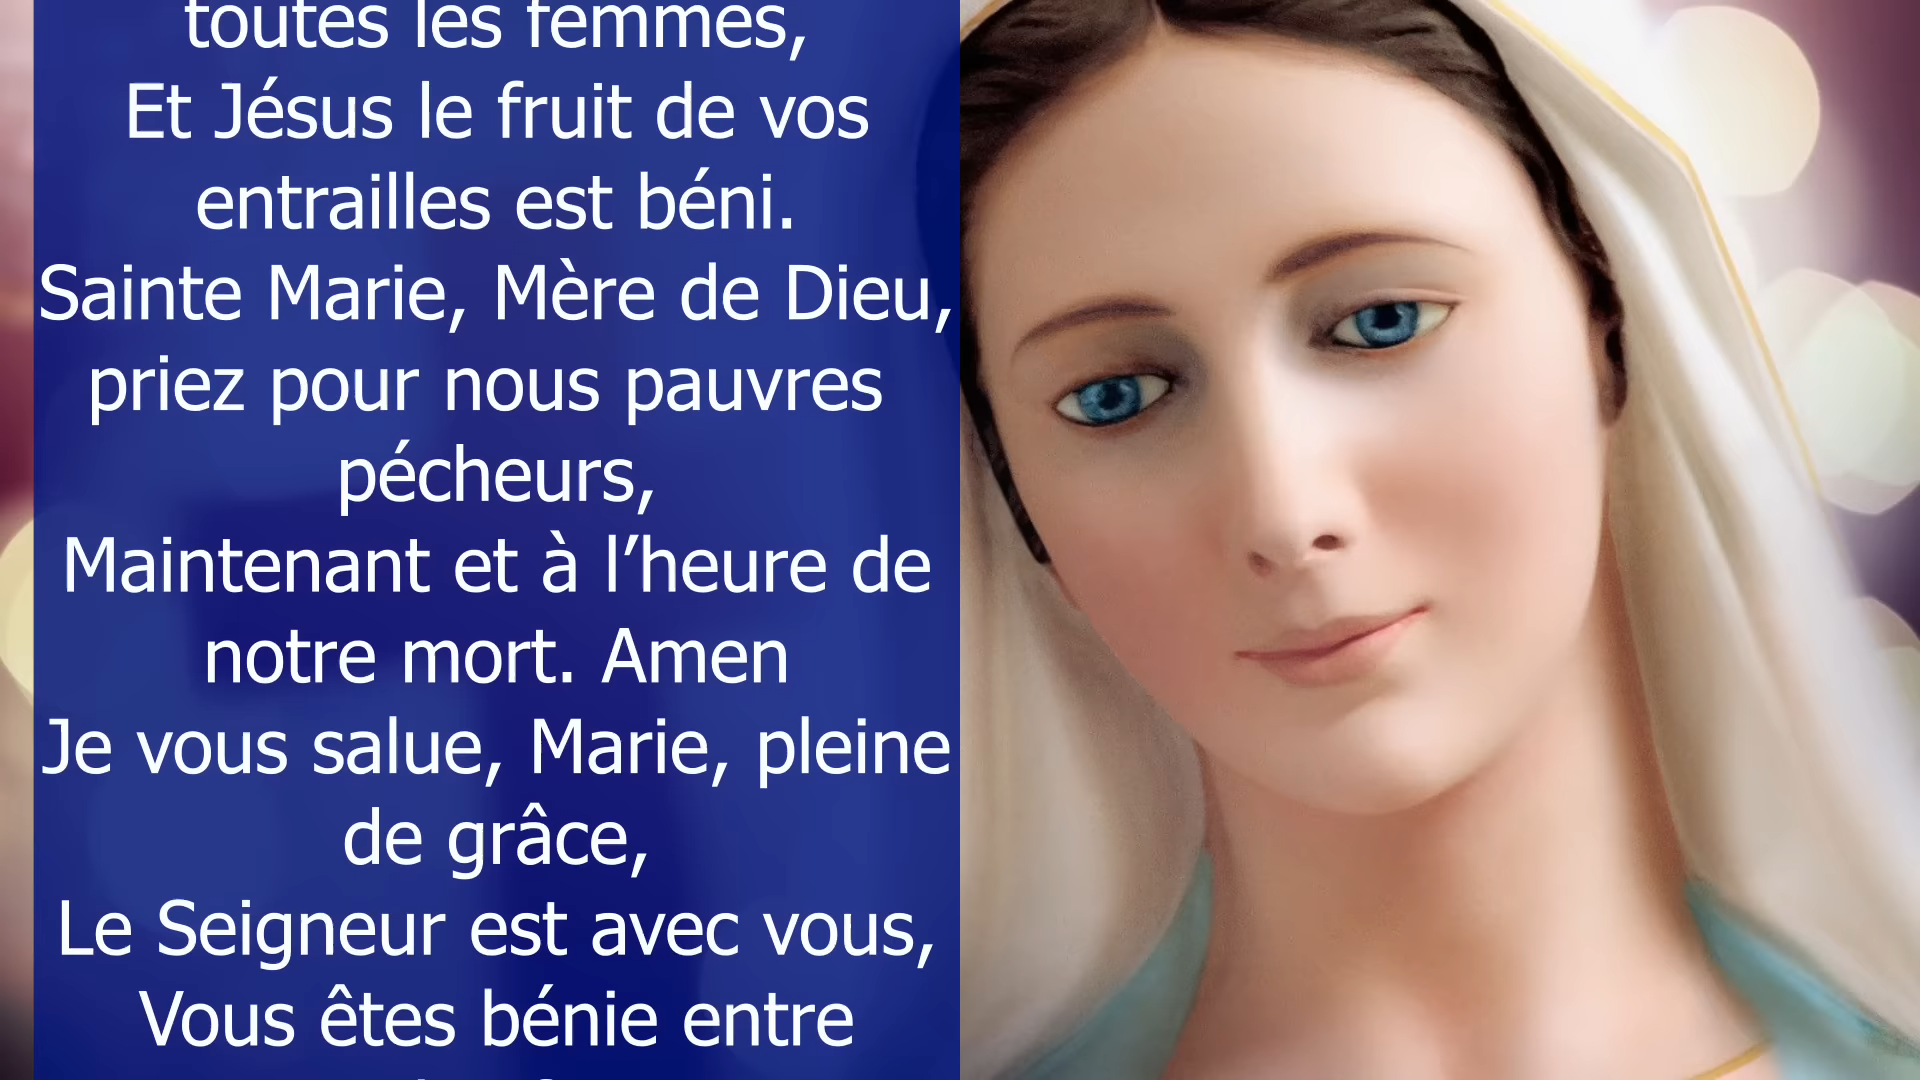 toutes les femmes,
Et Jésus le fruit de vos
entrailles est béni.
Sainte Marie, Mère de Dieu,
priez pour nous pauvres
pécheurs,
Maintenant et à l’heure de
notre mort. Amen
Je vous salue, Marie, pleine
de grâce,
Le Seigneur est avec vous,
Vous êtes bénie entre